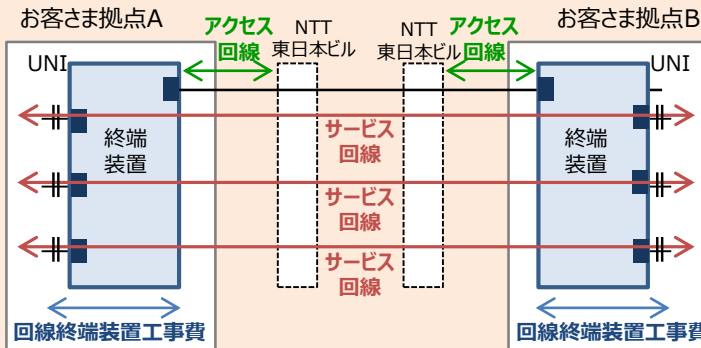 お客さま拠点A
アクセス
回線
NTT
東日本ビル
NTT
東日本ビル
アクセス
回線
お客さま拠点B
UNI
UNI
終端
装置
終端
装置
サービス
回線
サービス
回線
サービス
回線
回線終端装置工事費
回線終端装置工事費